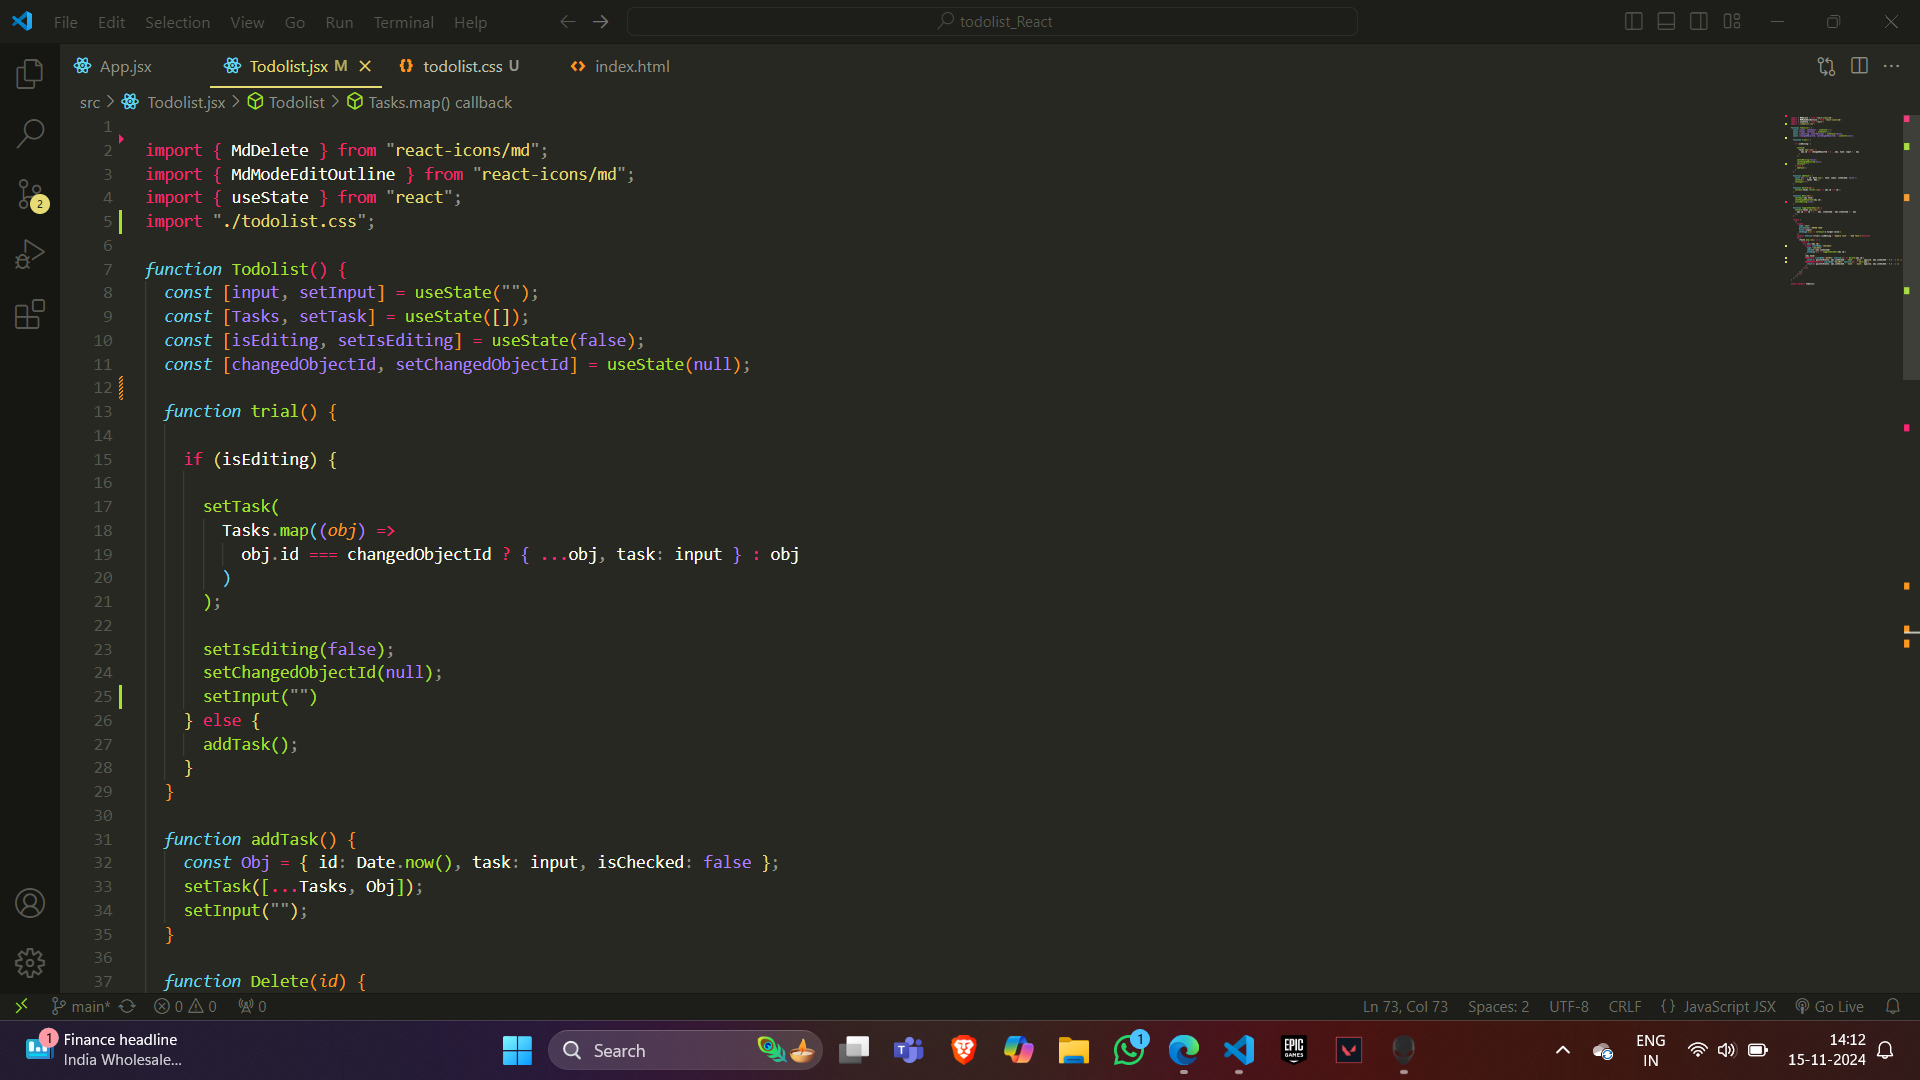 File Edit Selection View Go Run Terminal Help
todolist_React
App.jsx
Todolist.jsx M
todolist.css U
index.html
src > Todolist.jsx > Todolist > Tasks.map() callback
1
2 import { MdDelete } from "react-icons/md";
3 import { MdModeEditOutline } from "react-icons/md";
4 import { useState } from "react";
5 import "./todolist.css";
6
7 function Todolist() {
8 const [input, setInput] = useState("");
9 const [Tasks, setTask] = useState([]);
10 const [isEditing, setIsEditing] = useState(false);
11 const [changedObjectId, setChangedObjectId] = useState(null);
12
13 function trial() {
14
15 if (isEditing) {
16
17 setTask(
18 Tasks.map((obj) =>
19 obj.id === changedObjectId ? { ...obj, task: input } : obj
20 )
21 );
22
23 setIsEditing(false);
24 setChangedObjectId(null);
25 setInput("")
26 } else {
27 addTask();
28 }
29 }
30
31 function addTask() {
32 const Obj = { id: Date.now(), task: input, isChecked: false };
33 setTask([...Tasks, Obj]);
34 setInput("");
35 }
36
37 function Delete(id) {
2
main* 0 0 0
Ln 73, Col 73 Spaces: 2 UTF-8 CRLF {} JavaScript JSX Go Live
1
Finance headline
India Wholesale...
Search
1
EPIC GAMES
ENG
IN
14:12
15-11-2024